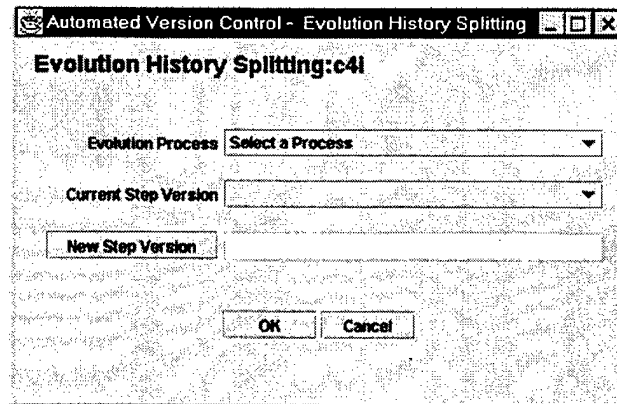 Automated Version Control - Evolution History Splitting
Evolution History Splitting:c4i
Evolution Process Select a Process
Current Step Version
New Step Version
OK Cancel